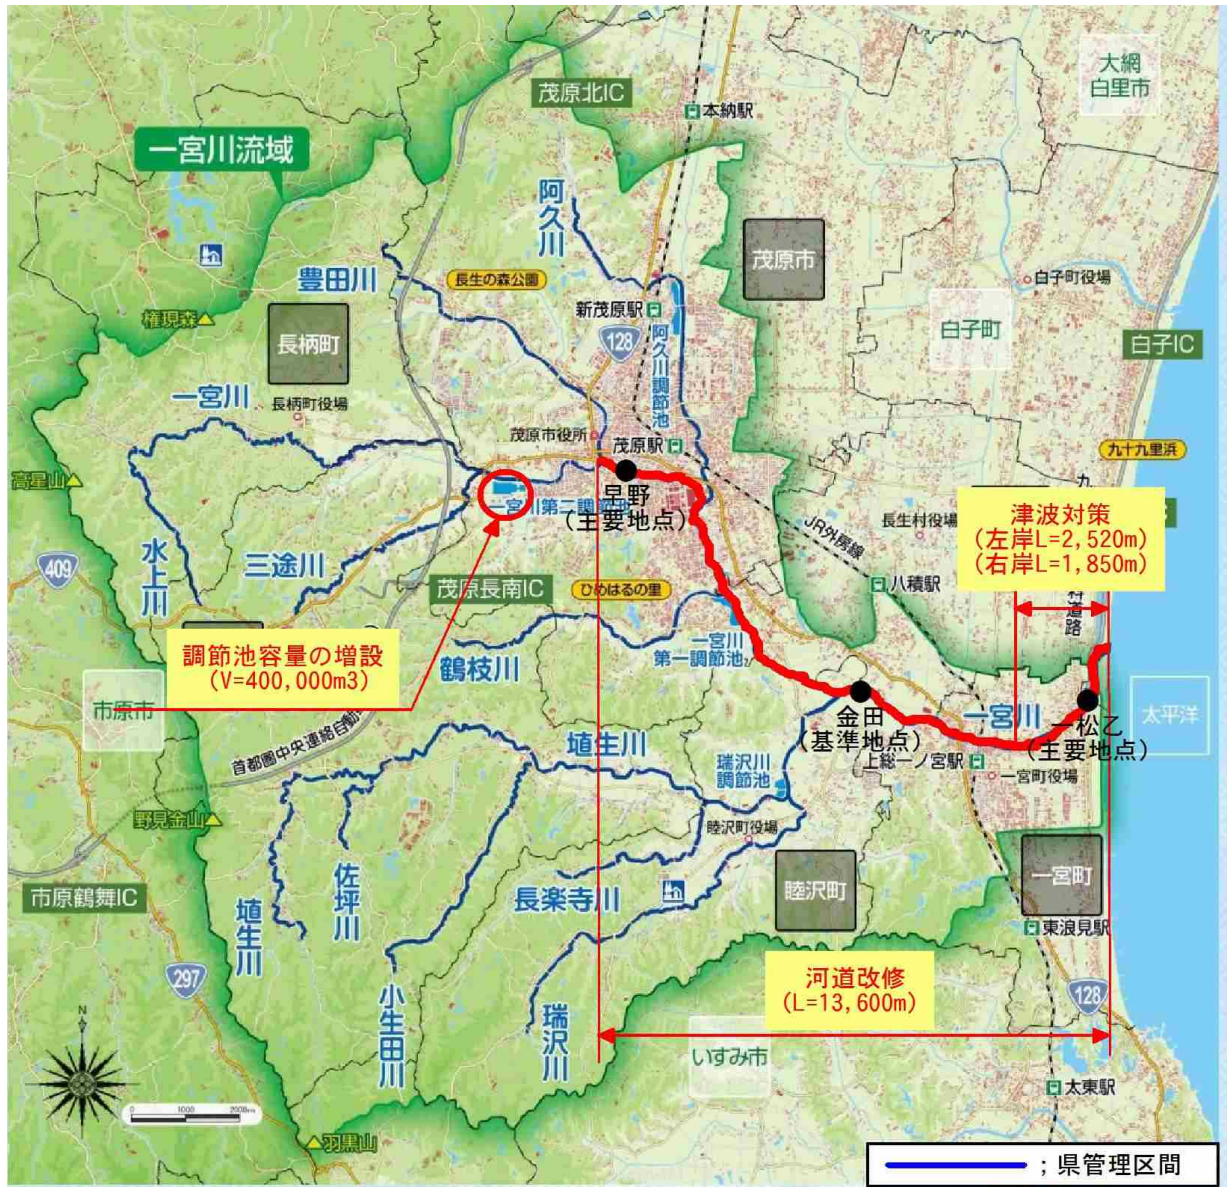 大網
白里市
茂原北IC
本納駅
一宮川流域
阿久川
茂原市
豊田川
長生の森公園
白子町役場
新茂原駅
権現森
128
白子町
白子IC
長柄町
阿久川調節池
一宮川
長柄町役場
茂原市役所
茂原駅
九十九里浜
高星山
早野
(主要地点)
一宮川第二調節池
津波対策
(左岸L=2,520m)
(右岸L=1,850m)
長生村役場
JR外房線
水上川
三途川
409
茂原長南IC
ひめはるの里
八積駅
調節池容量の増設
(V=400,000m3)
鶴枝川
一宮川
第一調節池
市原市
太平洋
金田
(基準地点)
一宮川
一松乙
(主要地点)
首都圏中央連絡自動
埴生川
瑞沢川
調節池
上総一ノ宮駅
一宮町役場
野見金山
睦沢町役場
市原鶴舞IC
佐坪川
長楽寺川
睦沢町
一宮町
埴生川
東浪見駅
河道改修
(L=13,600m)
297
小生田川
瑞沢川
128
いすみ市
N
0 1000 2000m
太東駅
羽黒山
;県管理区間